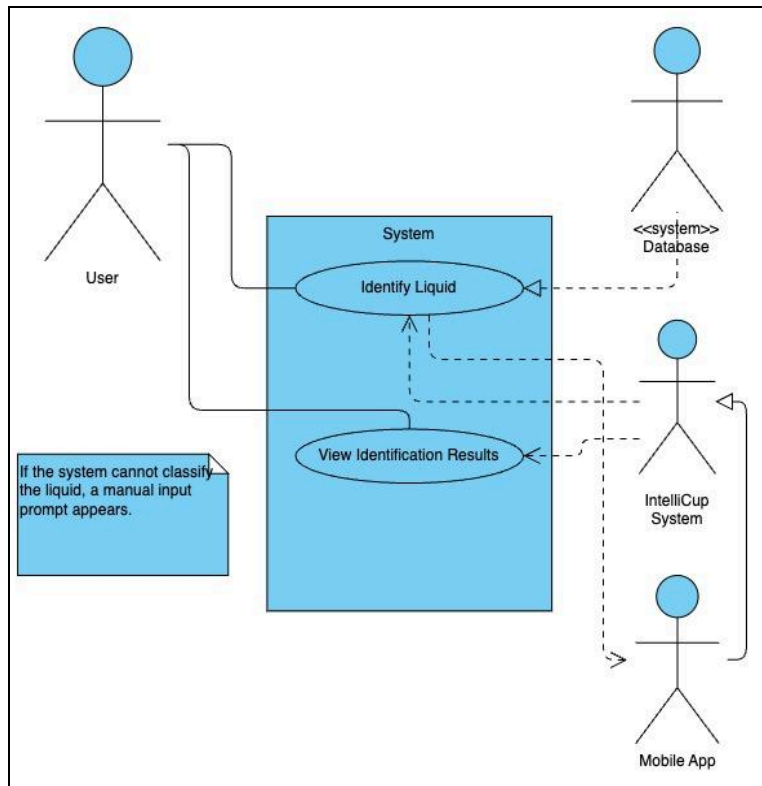 User
System
Identify Liquid
View Identification Results
If the system cannot classify
the liquid, a manual input
prompt appears.
<<system>>
Database
IntelliCup
System
Mobile App